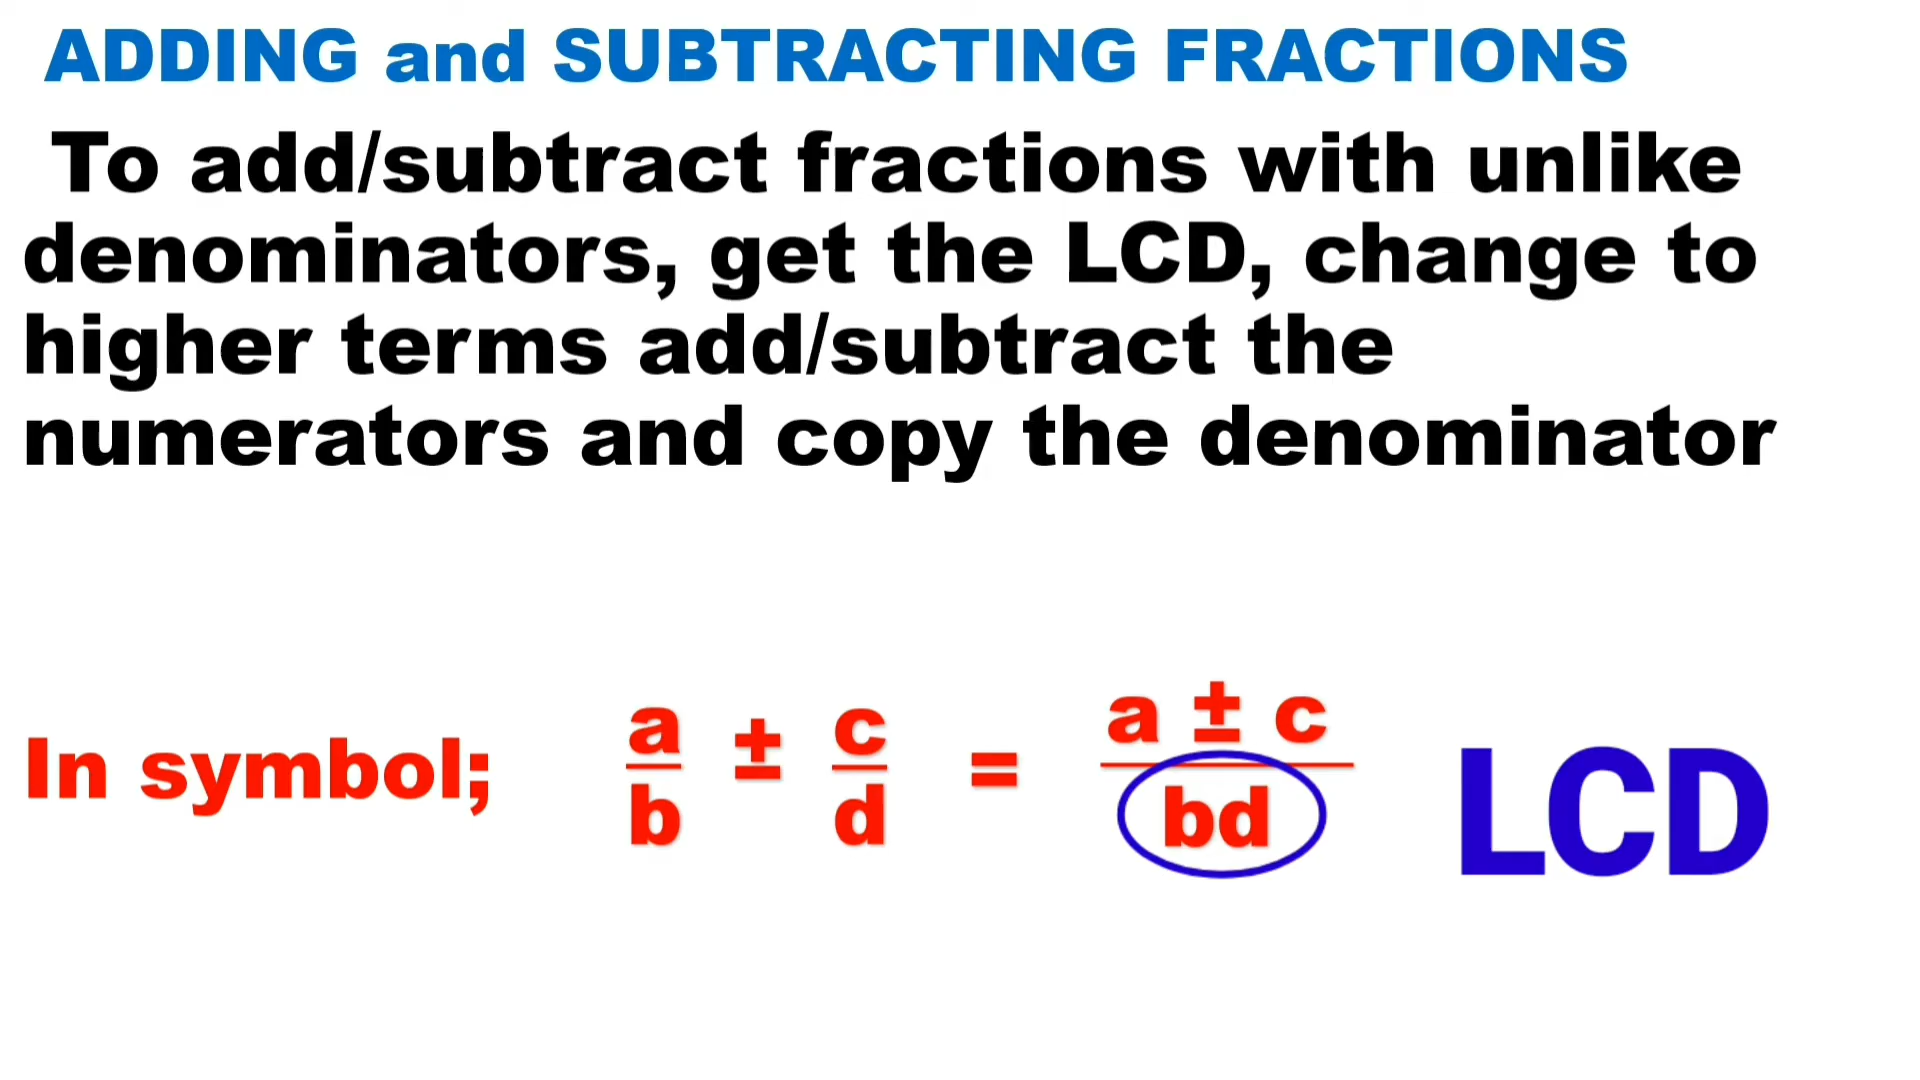 ADDING and SUBTRACTING FRACTIONS
To add/subtract fractions with unlike
denominators, get the LCD, change to
higher terms add/subtract the
numerators and copy the denominator
In symbol; a/b ± c/d = a ± c/bd LCD